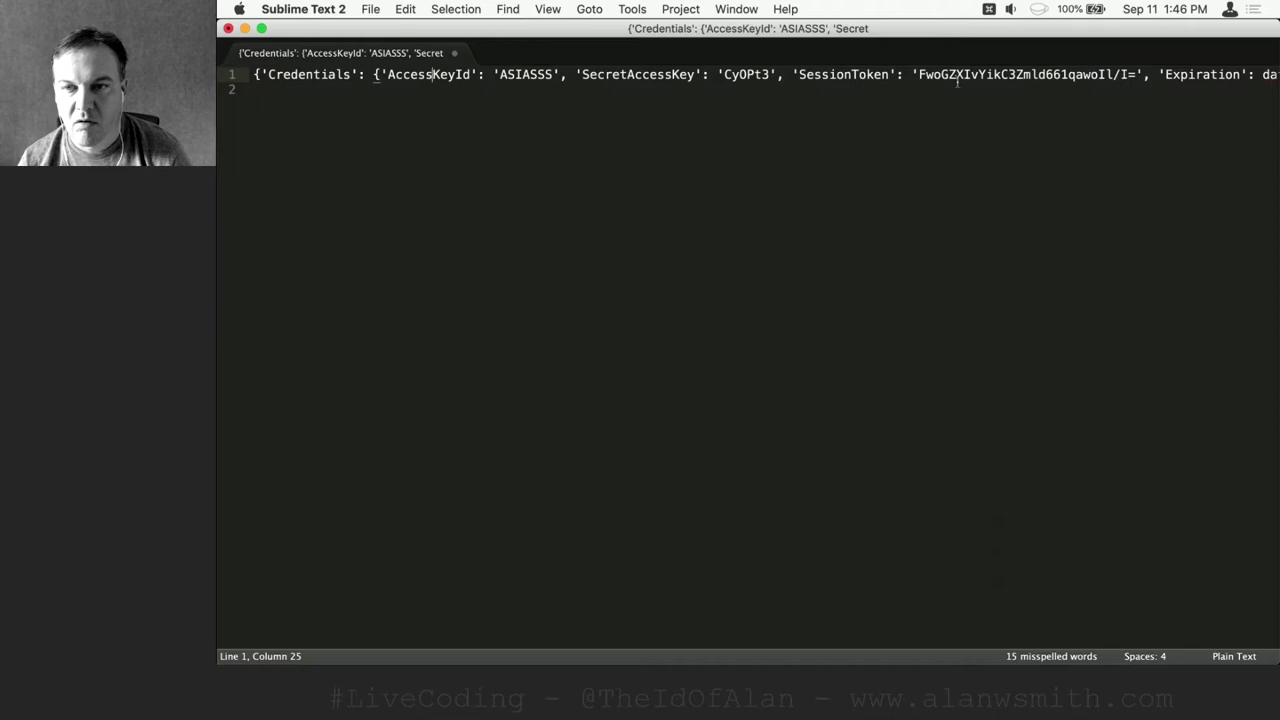 Sublime Text 2 File Edit Selection Find View Goto Tools Project Window Help 100% Sep 11 1:46 PM
{'Credentials': {'AccessKeyId': 'ASIASSS', 'Secret
{'Credentials': {'AccessKeyId': 'ASIASSS', 'Secret
1 {'Credentials': {'AccessKeyId': 'ASIASSS', 'SecretAccessKey': 'CyOPt3', 'SessionToken': 'FwoGZXIvYikC3Zmld661qawoIl/I=', 'Expiration': da
2
Line 1, Column 25 15 misspelled words Spaces: 4 Plain Text
#LiveCoding - @TheIdOfAlan - www.alanwsmith.com